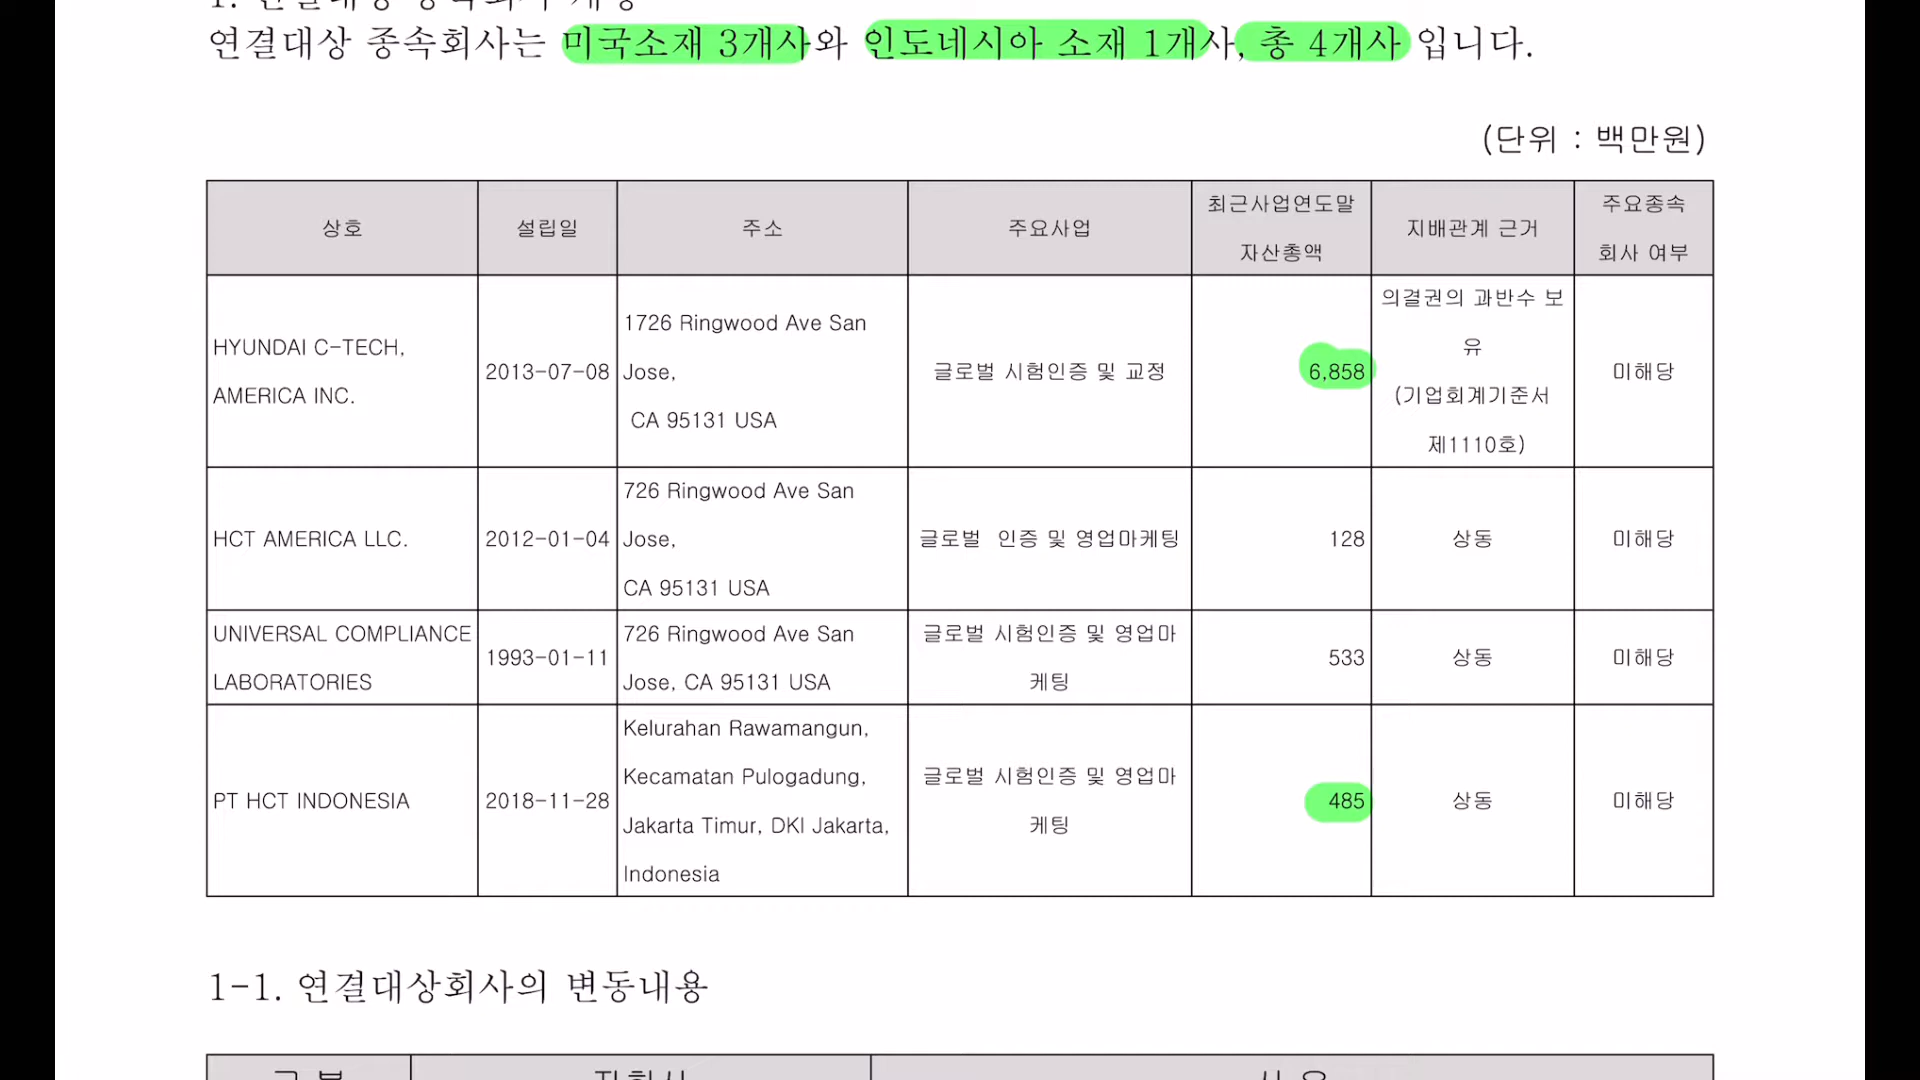 연결대상 종속회사는 미국소재 3개사와 인도네시아 소재 1개사, 총 4개사 입니다.
(단위 : 백만원)
상호
설립일
주소
주요사업
최근사업연도말
자산총액
지배관계 근거
주요종속
회사 여부
HYUNDAI C-TECH,
AMERICA INC.
2013-07-08
1726 Ringwood Ave San
Jose,
CA 95131 USA
글로벌 시험인증 및 교정
6,858
의결권의 과반수 보
유
(기업회계기준서
제1110호)
미해당
HCT AMERICA LLC.
2012-01-04
726 Ringwood Ave San
Jose,
CA 95131 USA
글로벌 인증 및 영업마케팅
128
상동
미해당
UNIVERSAL COMPLIANCE
LABORATORIES
1993-01-11
726 Ringwood Ave San
Jose, CA 95131 USA
글로벌 시험인증 및 영업마
케팅
533
상동
미해당
PT HCT INDONESIA
2018-11-28
Kelurahan Rawamangun,
Kecamatan Pulogadung,
Jakarta Timur, DKI Jakarta,
Indonesia
글로벌 시험인증 및 영업마
케팅
485
상동
미해당
1-1. 연결대상회사의 변동내용